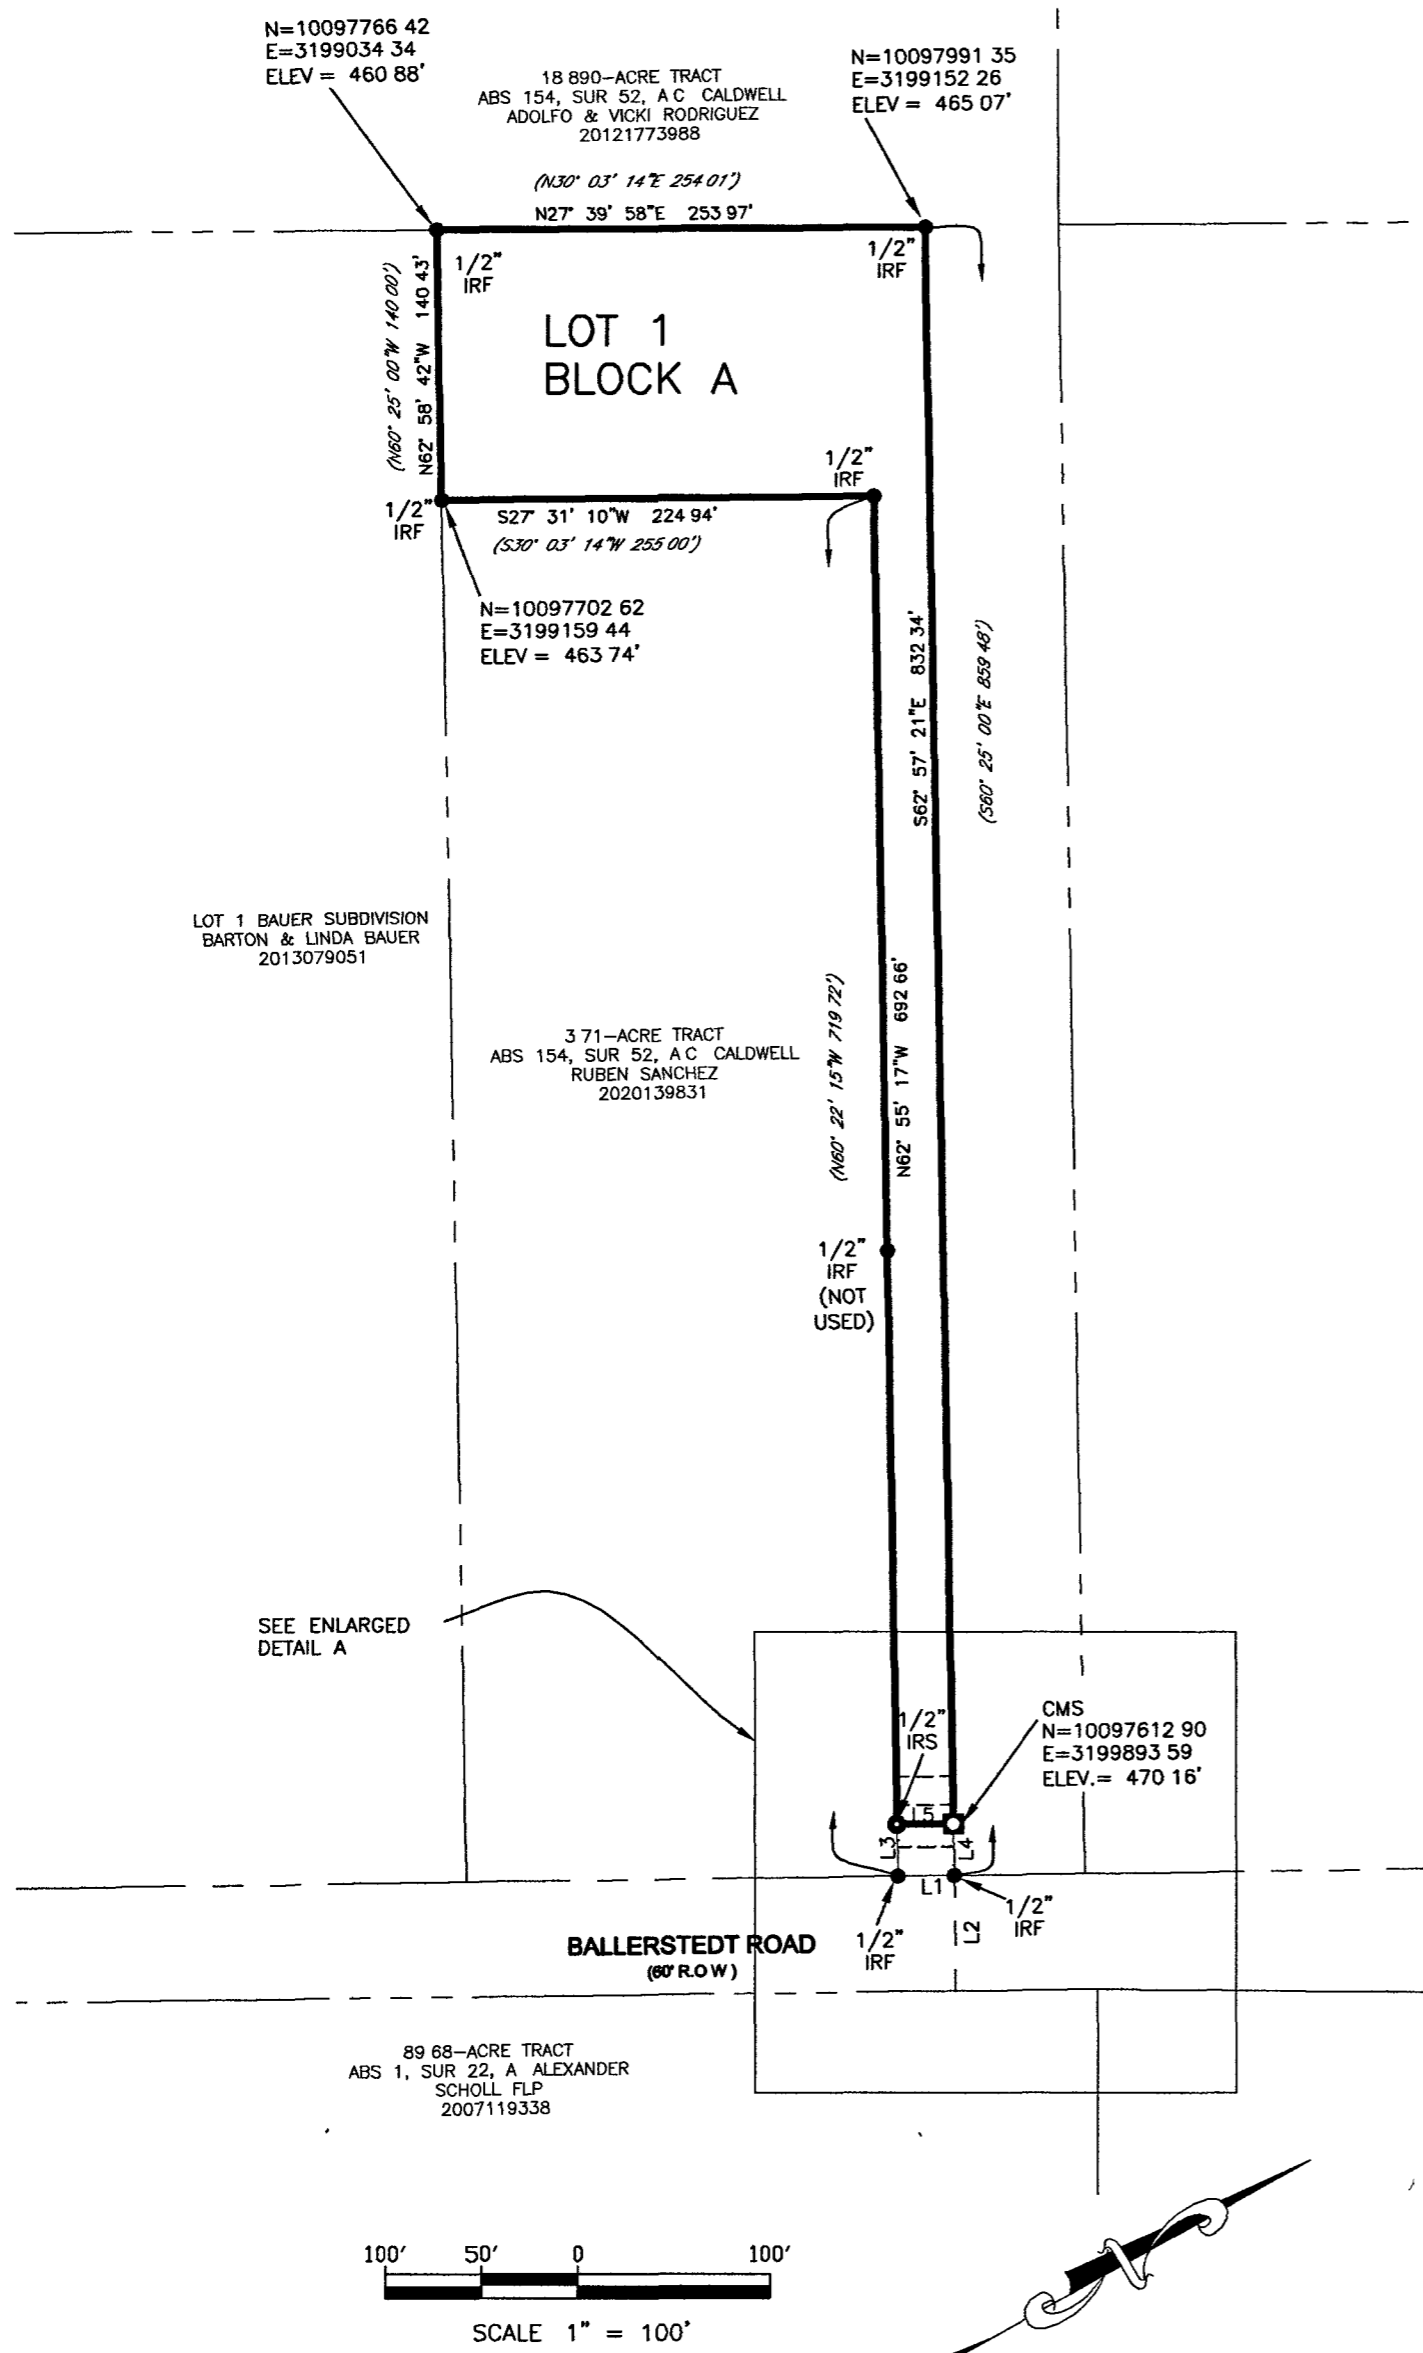 N=10097766 42
E=3199034 34
ELEV = 460 88'
18 890-ACRE TRACT
ABS 154, SUR 52, A C CALDWELL
ADOLFO & VICKI RODRIGUEZ
20121773988
N=10097991 35
E=3199152 26
ELEV = 465 07'
(N30° 03' 14"E 254 01')
N27° 39' 58"E 253 97'
1/2"
IRF
1/2"
IRF
(N60° 25' 00"W 140 00')
N62° 58' 42"W 140 43'
LOT 1
BLOCK A
1/2"
IRF
1/2"
IRF
S27° 31' 10"W 224 94'
(S30° 03' 14"W 255 00')
N=10097702 62
E=3199159 44
ELEV = 463 74'
S62° 57' 21"E 832 34'
(S60° 25' 00"E 859 48')
LOT 1 BAUER SUBDIVISION
BARTON & LINDA BAUER
2013079051
3 71-ACRE TRACT
ABS 154, SUR 52, A C CALDWELL
RUBEN SANCHEZ
2020139831
(N60° 22' 15"W 719 72')
N62° 55' 17"W 692 66'
1/2"
IRF
(NOT
USED)
SEE ENLARGED
DETAIL A
1/2"
IRS
CMS
N=10097612 90
E=3199893 59
ELEV.= 470 16'
L5
L3
L4
L1
L2
1/2"
IRF
1/2"
IRF
BALLERSTEDT ROAD
(60' R.O W )
89 68-ACRE TRACT
ABS 1, SUR 22, A ALEXANDER
SCHOLL FLP
2007119338
N
100' 50' 0 100'
SCALE 1" = 100'